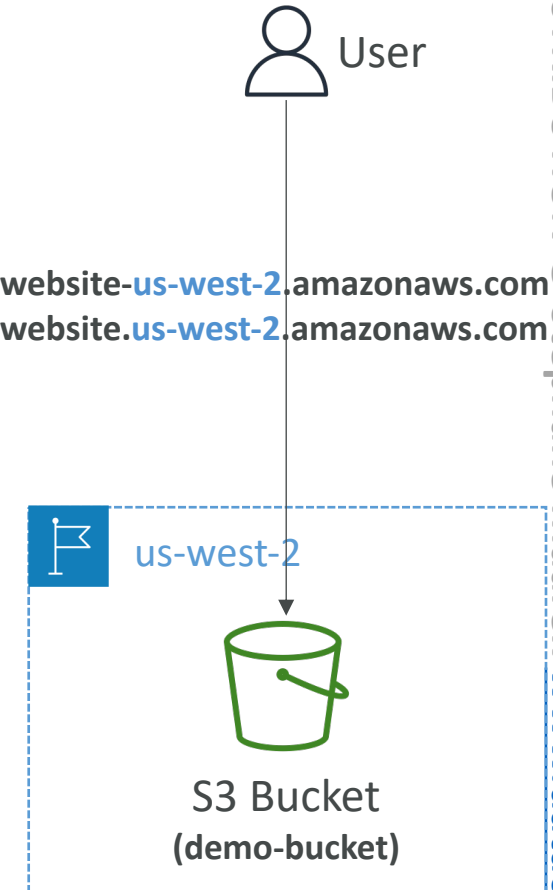 User
website-us-west-2.amazonaws.com
website.us-west-2.amazonaws.com
us-west-2
S3 Bucket
(demo-bucket)